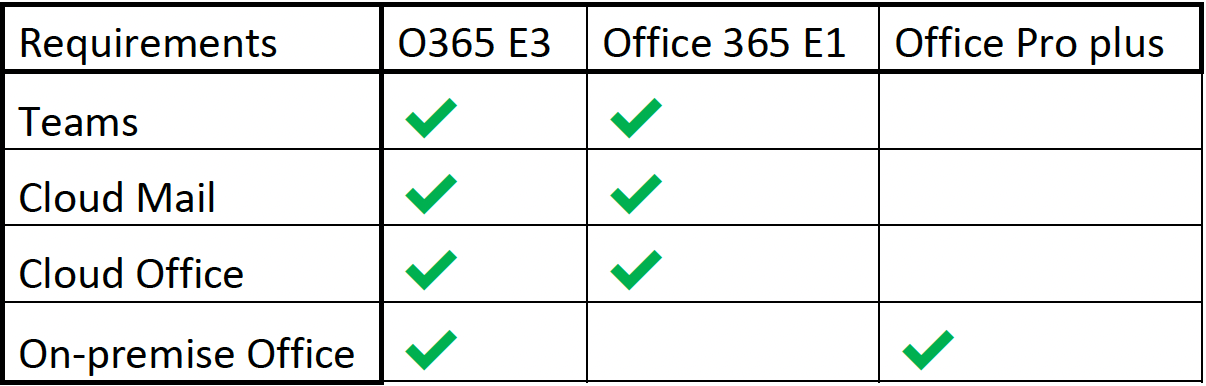 Requirements O365 E3 Office 365 E1 Office Pro plus
Teams ✔ ✔
Cloud Mail ✔ ✔
Cloud Office ✔ ✔
On-premise Office ✔ ✔